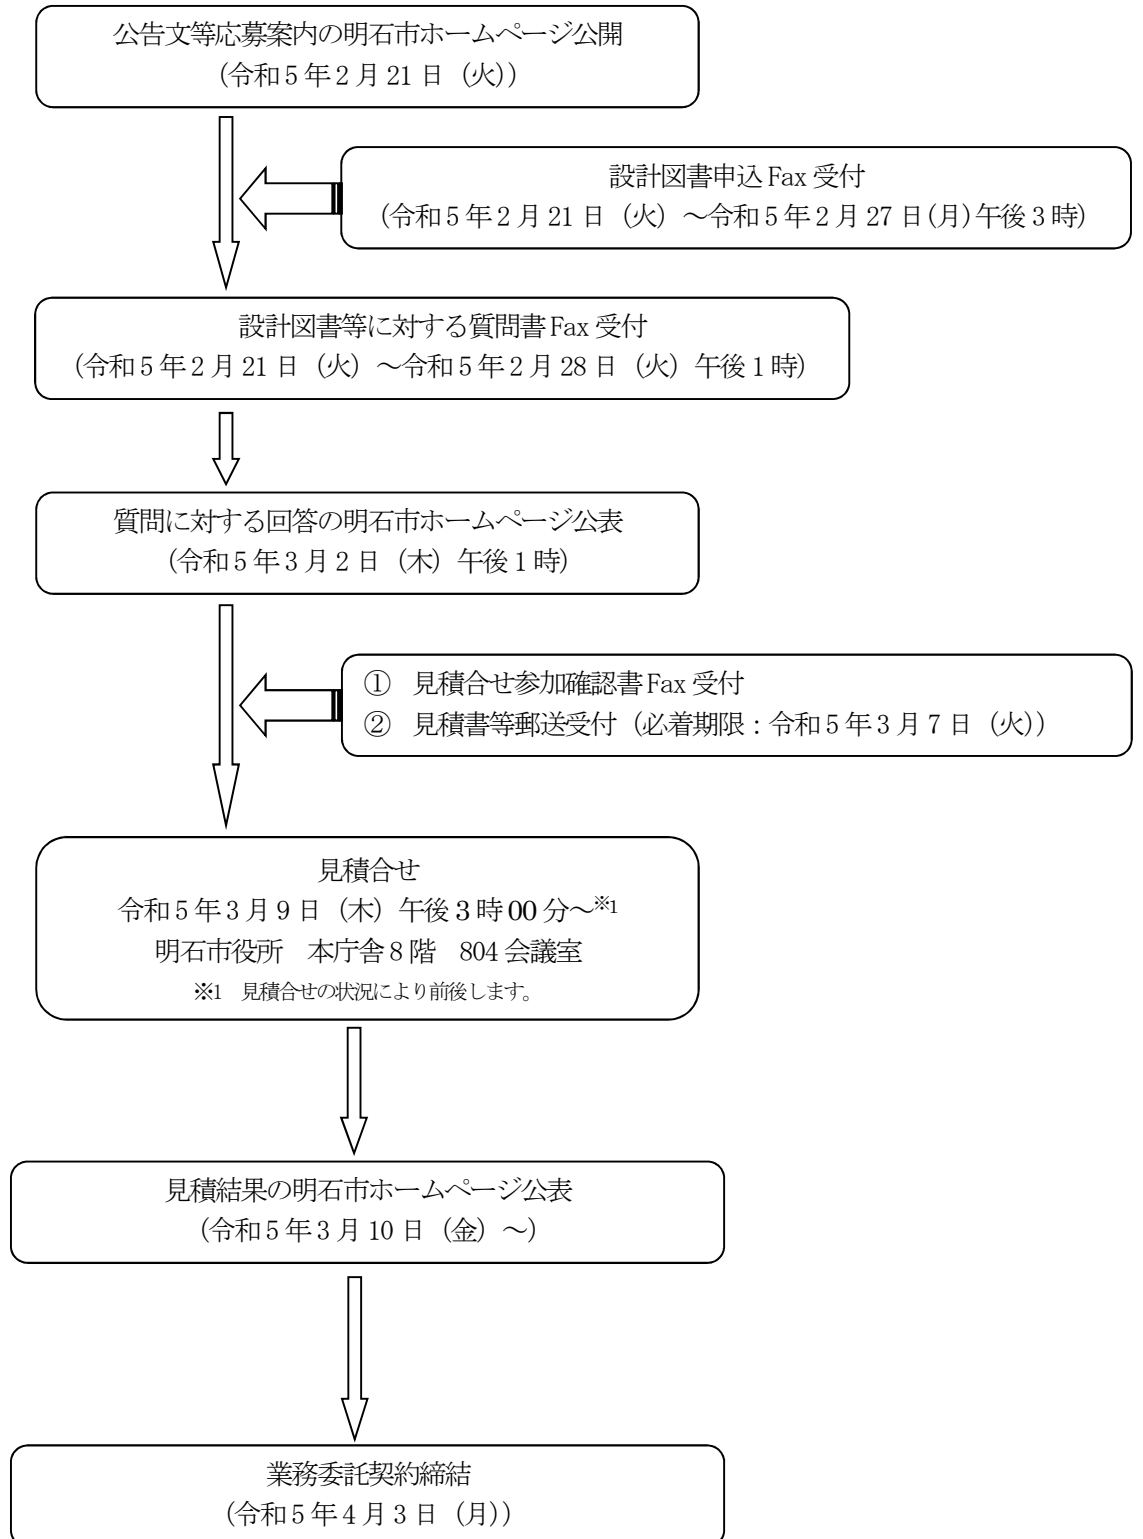 公告文等応募案内の明石市ホームページ公開
（令和５年２月21日（火））
設計図書申込Fax受付
（令和５年２月21日（火）～令和５年２月27日(月)午後３時）
設計図書等に対する質問書Fax受付
（令和５年２月21日（火）～令和５年２月28日（火）午後１時）
質問に対する回答の明石市ホームページ公表
（令和５年３月２日（木）午後１時）
①　見積合せ参加確認書Fax受付
②　見積書等郵送受付（必着期限：令和５年３月７日（火））
見積合せ
令和５年３月９日（木）午後３時00分～※1
明石市役所　本庁舎８階　804会議室
※1　見積合せの状況により前後します。
見積結果の明石市ホームページ公表
（令和５年３月10日（金）～）
業務委託契約締結
（令和５年４月３日（月））